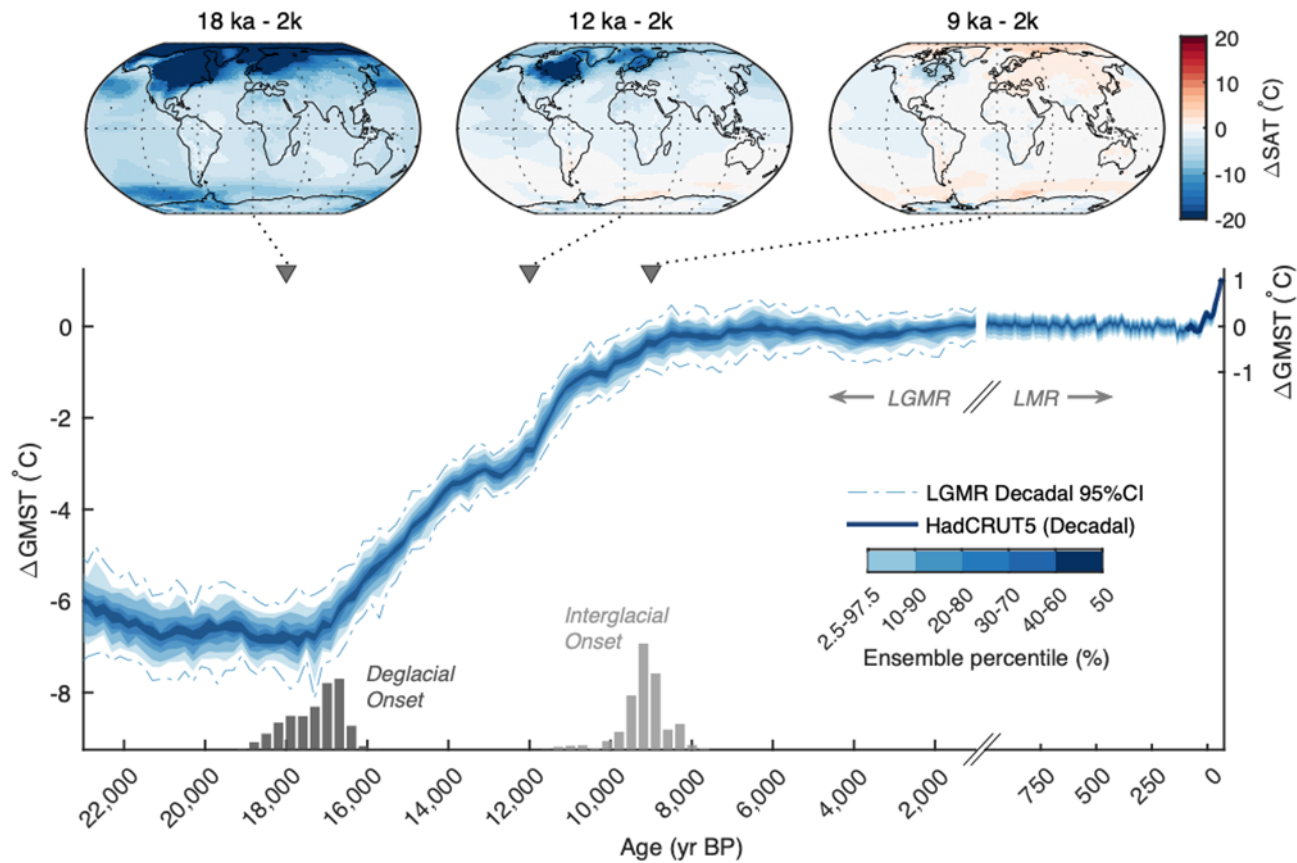 18 ka - 2k
12 ka - 2k
9 ka - 2k
20
10
0
-10
-20
ΔSAT (°C)
0
-2
-4
-6
-8
ΔGMST (°C)
1
0
-1
ΔGMST (°C)
LGMR
LMR
LGMR Decadal 95%CI
HadCRUT5 (Decadal)
2.5-97.5
10-90
20-80
30-70
40-60
50
Ensemble percentile (%)
Interglacial
Onset
Deglacial
Onset
22,000
20,000
18,000
16,000
14,000
12,000
10,000
8,000
6,000
4,000
2,000
750
500
250
0
Age (yr BP)